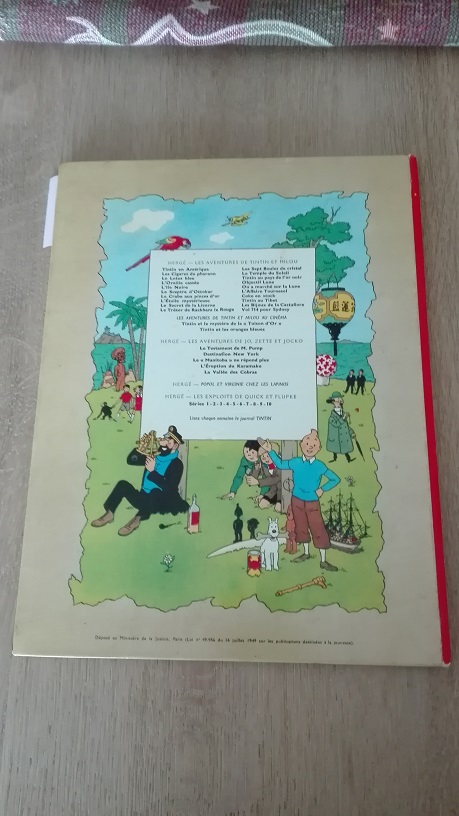 HERGÉ — LES AVENTURES DE TINTIN ET MILOU
Tintin en Amérique
Les Cigares du pharaon
Le Lotus bleu
L'Oreille cassée
L'Ile Noire
Le Sceptre d'Ottokar
Le Crabe aux pinces d'or
L'Étoile mystérieuse
Le Secret de la Licorne
Le Trésor de Rackham le Rouge
Les Sept Boules de cristal
Le Temple du Soleil
Tintin au pays de l'or noir
Objectif Lune
On a marché sur la Lune
L'Affaire Tournesol
Coke en stock
Tintin au Tibet
Les Bijoux de la Castafiore
Vol 714 pour Sydney
LES AVENTURES DE TINTIN ET MILOU AU CINÉMA
Tintin et le mystère de la « Toison d'Or »
Tintin et les oranges bleues
HERGÉ — LES AVENTURES DE JO, ZETTE ET JOCKO
Le Testament de M. Pump
Destination New York
Le « Manitoba » ne répond plus
L'Éruption du Karamako
La Vallée des Cobras
HERGÉ — POPOL ET VIRGINIE CHEZ LES LAPINOS
HERGÉ — LES EXPLOITS DE QUICK ET FLUPKE
Séries 1 - 2 - 3 - 4 - 5 - 6 - 7 - 8 - 9 - 10
Lisez chaque semaine le journal TINTIN
Déposé au Ministère de la Justice, Paris (Loi n° 49.956 du 16 juillet 1949 sur les publications destinées à la jeunesse).